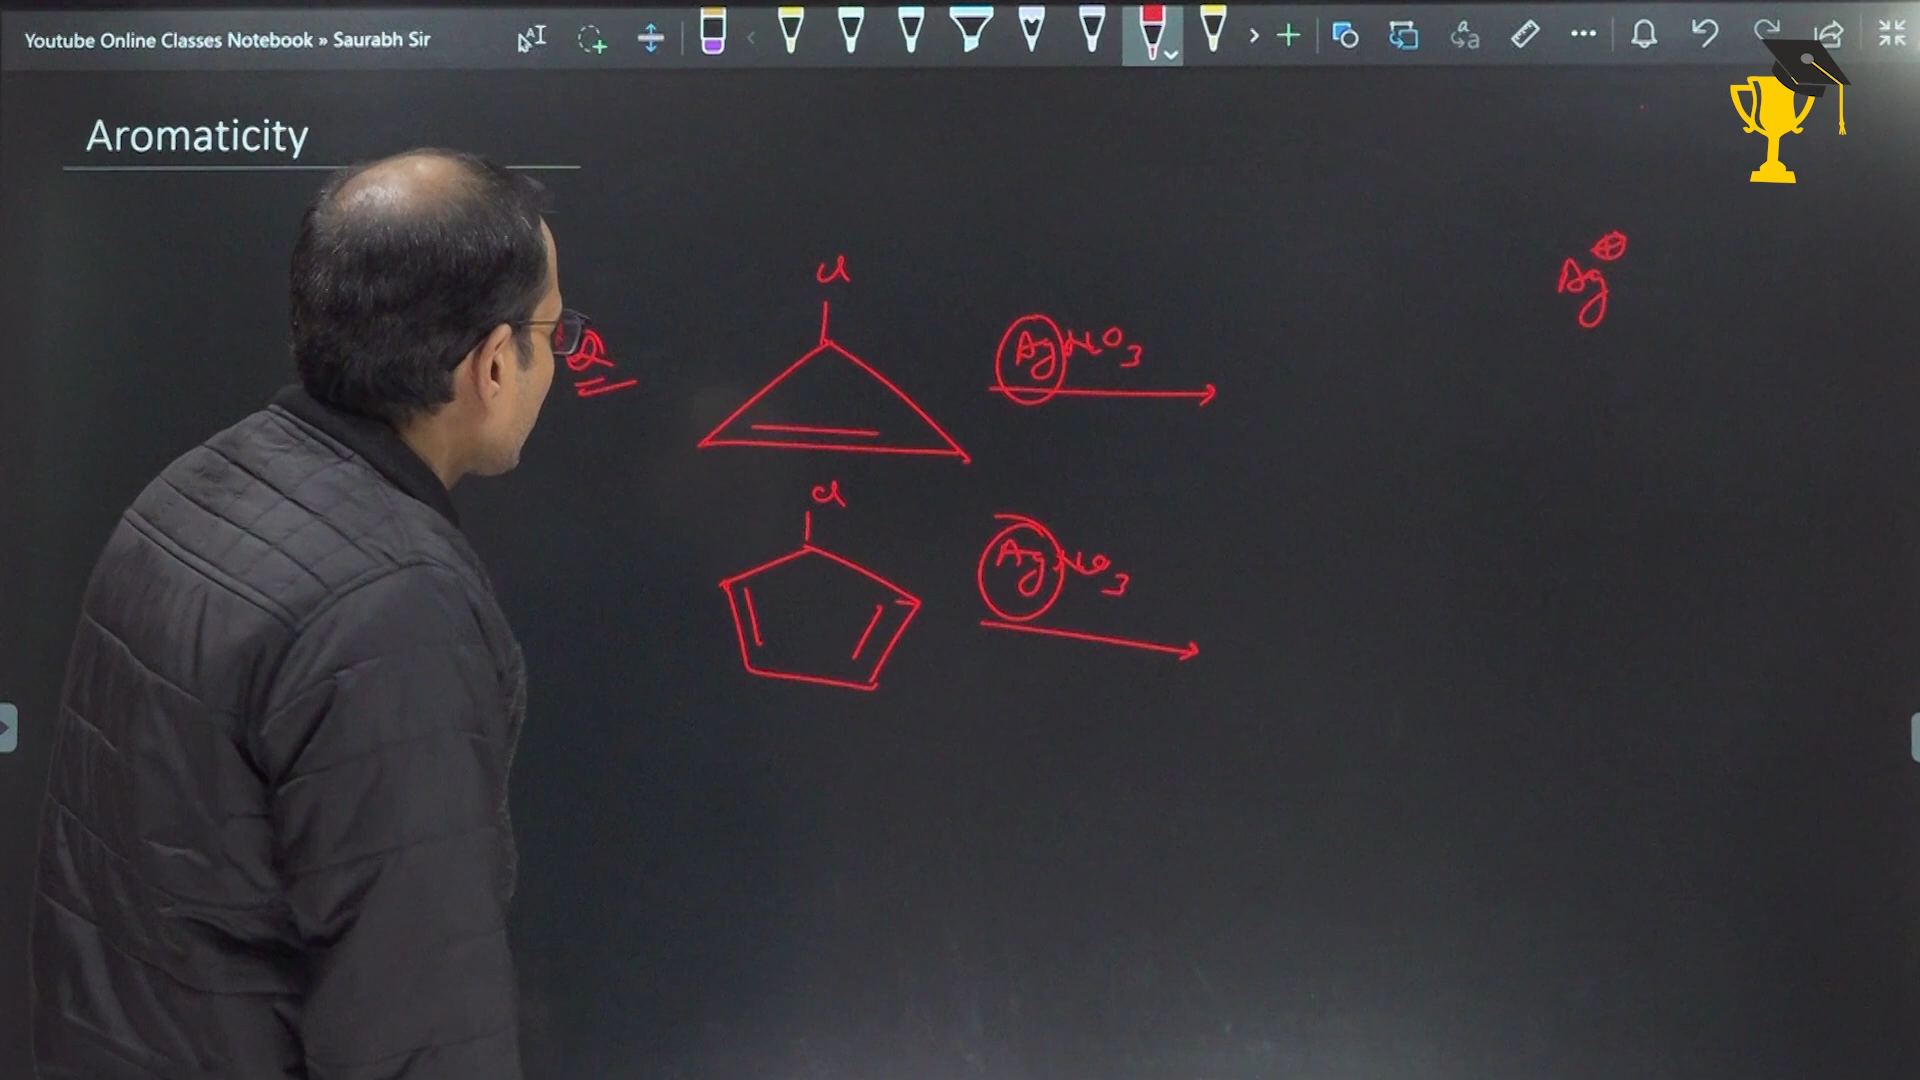 Youtube Online Classes Notebook » Saurabh Sir
Aromaticity
Cl
AgNO3
Ag⊕
Cl
AgNO3